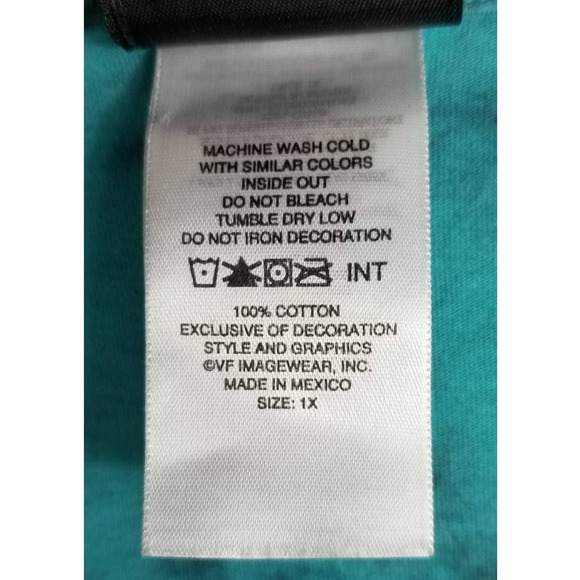 MACHINE WASH COLD
WITH SIMILAR COLORS
INSIDE OUT
DO NOT BLEACH
TUMBLE DRY LOW
DO NOT IRON DECORATION
INT
100% COTTON
EXCLUSIVE OF DECORATION
STYLE AND GRAPHICS
©VF IMAGEWEAR, INC.
MADE IN MEXICO
SIZE: 1X